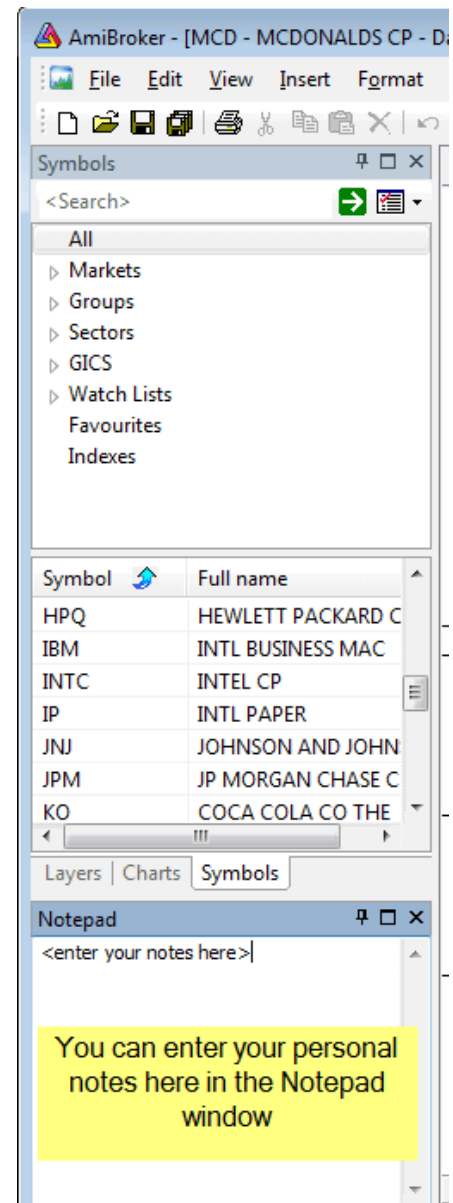 AmiBroker - [MCD - MCDONALDS CP - Da
File Edit View Insert Format
Symbols
<Search>
All
Markets
Groups
Sectors
GICS
Watch Lists
Favourites
Indexes
Symbol Full name
HPQ HEWLETT PACKARD C
IBM INTL BUSINESS MAC
INTC INTEL CP
IP INTL PAPER
JNJ JOHNSON AND JOHN
JPM JP MORGAN CHASE C
KO COCA COLA CO THE
Layers | Charts Symbols
Notepad
<enter your notes here>
You can enter your personal
notes here in the Notepad
window